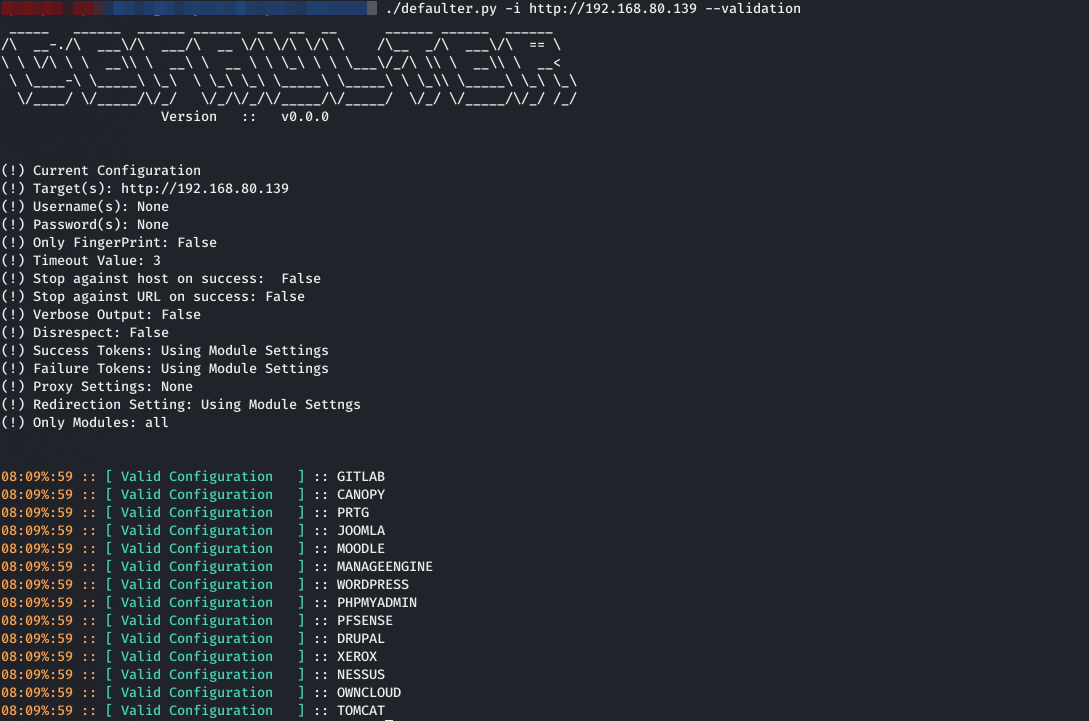 ./defaulter.py -i http://192.168.80.139 --validation
DEFAULTER
Version   ::   v0.0.0
(!) Current Configuration
(!) Target(s): http://192.168.80.139
(!) Username(s): None
(!) Password(s): None
(!) Only FingerPrint: False
(!) Timeout Value: 3
(!) Stop against host on success:  False
(!) Stop against URL on success: False
(!) Verbose Output: False
(!) Disrespect: False
(!) Success Tokens: Using Module Settings
(!) Failure Tokens: Using Module Settings
(!) Proxy Settings: None
(!) Redirection Setting: Using Module Settngs
(!) Only Modules: all
08:09%:59 :: [ Valid Configuration   ] :: GITLAB
08:09%:59 :: [ Valid Configuration   ] :: CANOPY
08:09%:59 :: [ Valid Configuration   ] :: PRTG
08:09%:59 :: [ Valid Configuration   ] :: JOOMLA
08:09%:59 :: [ Valid Configuration   ] :: MOODLE
08:09%:59 :: [ Valid Configuration   ] :: MANAGEENGINE
08:09%:59 :: [ Valid Configuration   ] :: WORDPRESS
08:09%:59 :: [ Valid Configuration   ] :: PHPMYADMIN
08:09%:59 :: [ Valid Configuration   ] :: PFSENSE
08:09%:59 :: [ Valid Configuration   ] :: DRUPAL
08:09%:59 :: [ Valid Configuration   ] :: XEROX
08:09%:59 :: [ Valid Configuration   ] :: NESSUS
08:09%:59 :: [ Valid Configuration   ] :: OWNCLOUD
08:09%:59 :: [ Valid Configuration   ] :: TOMCAT